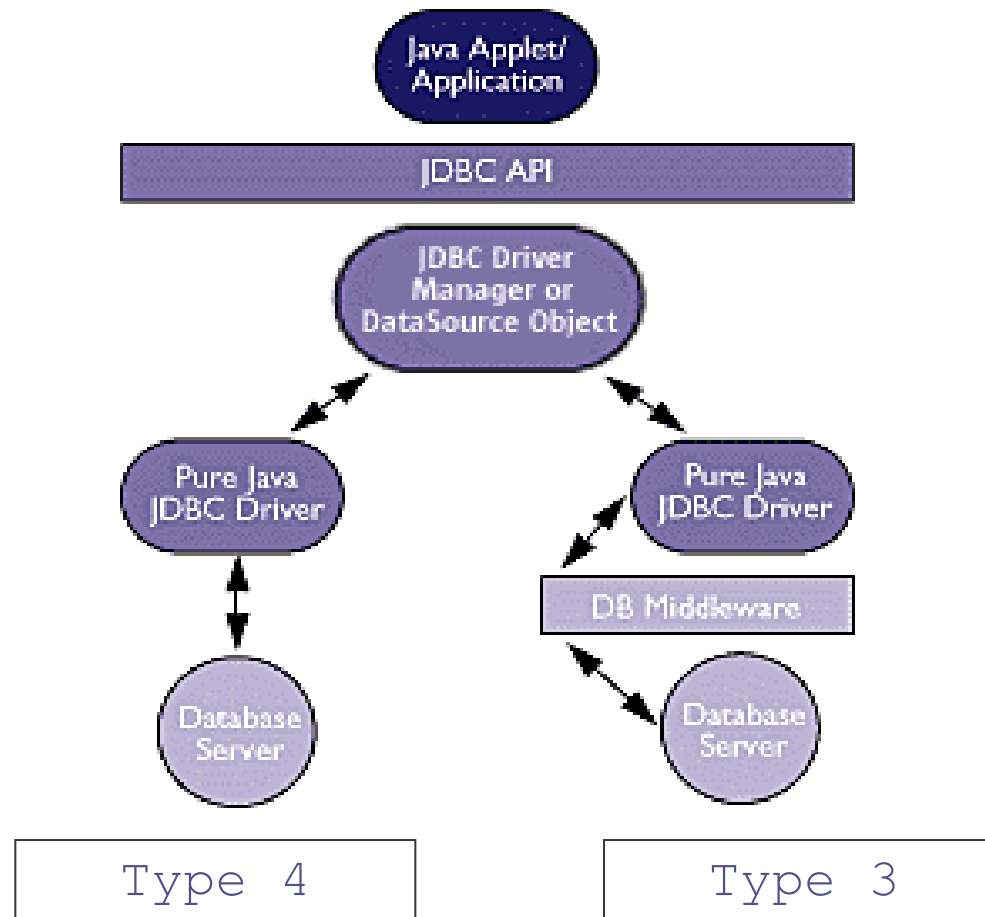 Java Applet/
Application
JDBC API
JDBC Driver
Manager or
DataSource Object
Pure Java
JDBC Driver
Pure Java
JDBC Driver
DB Middleware
Database
Server
Database
Server
Type 4
Type 3